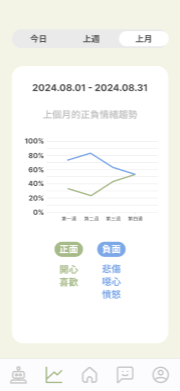 今日 上週 上月
2024.08.01 - 2024.08.31
上個月的正負情緒趨勢
100%
80%
60%
40%
20%
0%
第一週 第二週 第三週 第四週
正面 負面
開心 悲傷
喜歡 噁心
憤怒